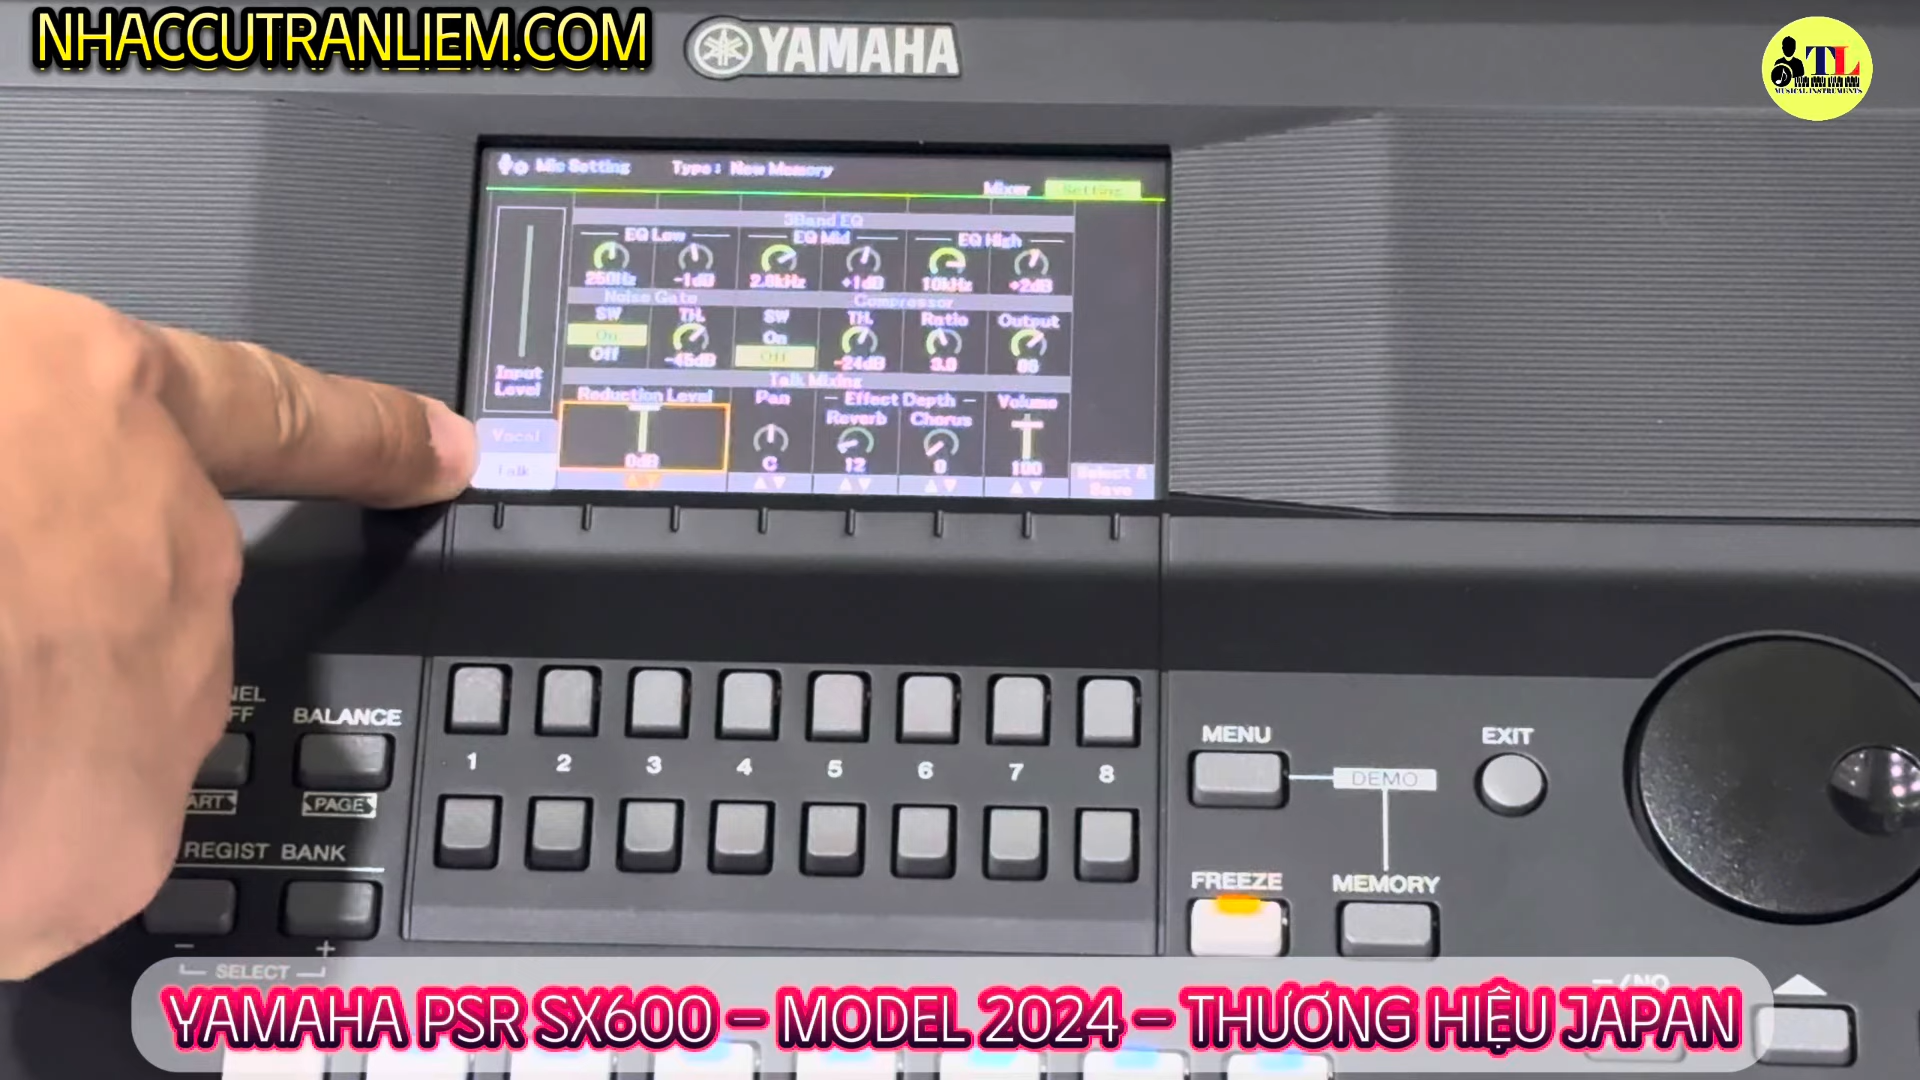 NHACCUTRANLIEM.COM
YAMAHA
TL
MUSICAL INSTRUMENTS
Mic Setting Type: New Memory
Mixer Setting
3Band EQ
EQ Low EQ Mid EQ High
250Hz -1dB 2.0kHz +1dB 10kHz +2dB
Noise Gate Compressor
SW TH. SW TH. Ratio Output
On On
Off -45dB Off -24dB 3.0
Input
Level
Talk Mixing
Reduction Level Pan Effect Depth Volume
Reverb Chorus
Vocal
0dB C 12 0 100
Talk
Select &
Save
BALANCE
PAGE
REGIST BANK
− +
SELECT
1 2 3 4 5 6 7 8
MENU
DEMO
EXIT
FREEZE
MEMORY
−/NO
YAMAHA PSR SX600 – MODEL 2024 – THƯƠNG HIỆU JAPAN